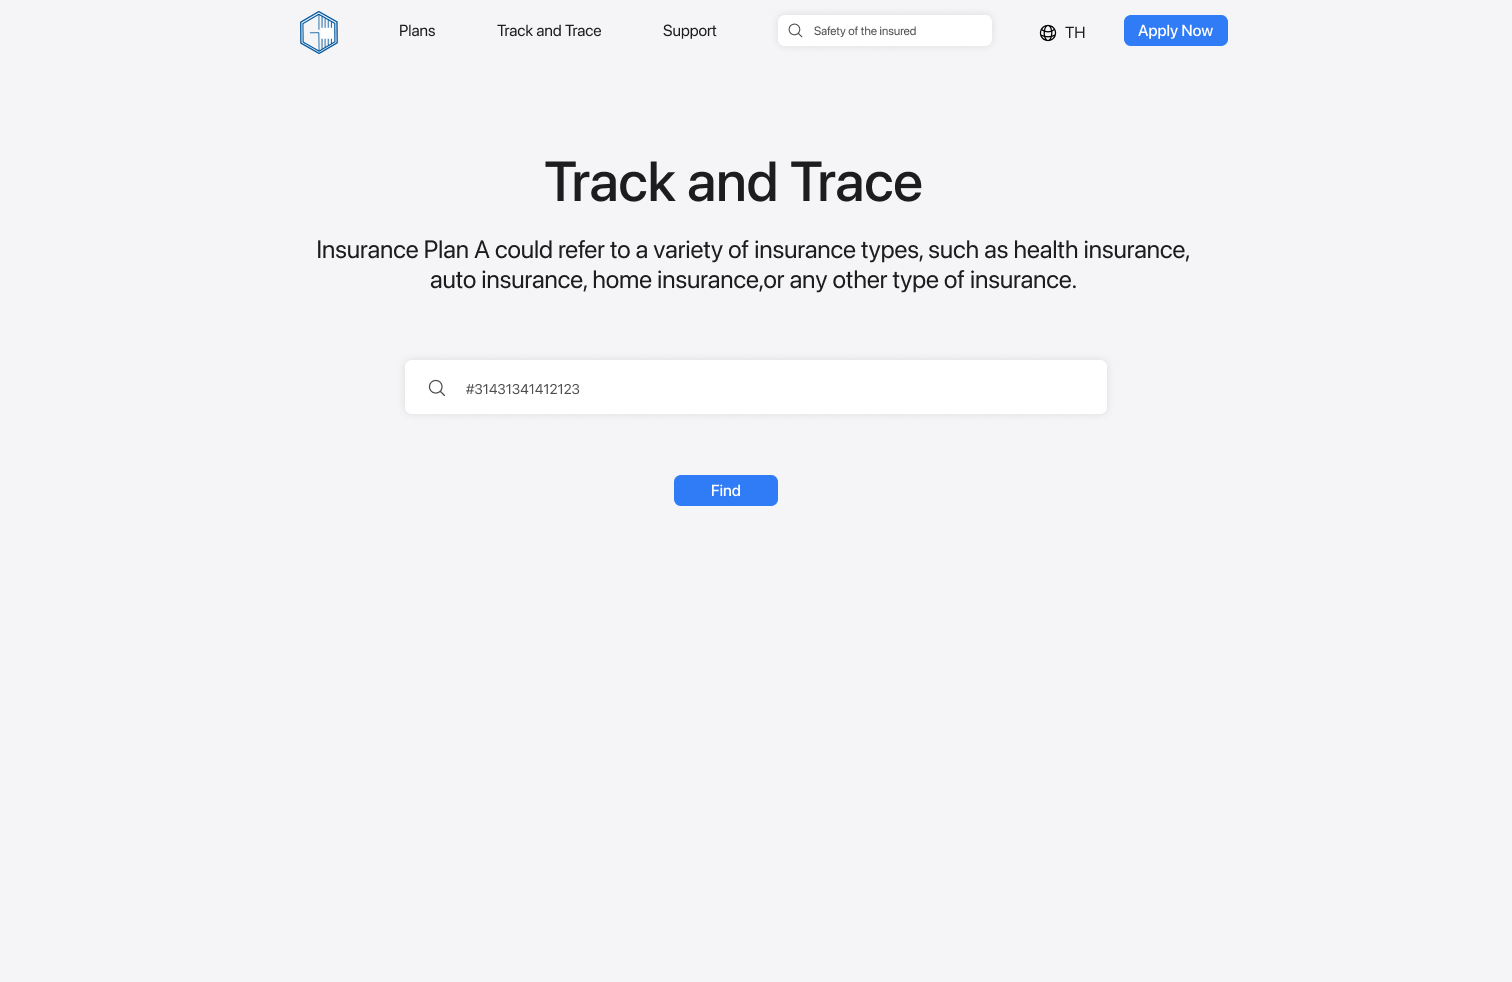 Plans
Track and Trace
Support
Safety of the insured
TH
Apply Now
Track and Trace
Insurance Plan A could refer to a variety of insurance types, such as health insurance,
auto insurance, home insurance,or any other type of insurance.
#31431341412123
Find